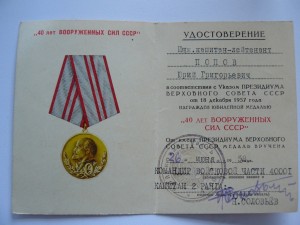 "40 ЛЕТ ВООРУЖЕННЫХ СИЛ СССР"
УДОСТОВЕРЕНИЕ
капитан-лейтенант
ПОПОВ
Юрий Григорьевич
в соответствии с Указом ПРЕЗИДИУМА
ВЕРХОВНОГО СОВЕТА СССР
от 18 декабря 1957 года
НАГРАЖДЕН ЮБИЛЕЙНОЙ МЕДАЛЬЮ
"40 ЛЕТ ВООРУЖЕННЫХ
СИЛ СССР"
От имени ПРЕЗИДИУМА ВЕРХОВНОГО
СОВЕТА СССР МЕДАЛЬ ВРУЧЕНА
КОМАНДИР ВОЙСКОВОЙ ЧАСТИ
КАПИТАН 2 РАНГА